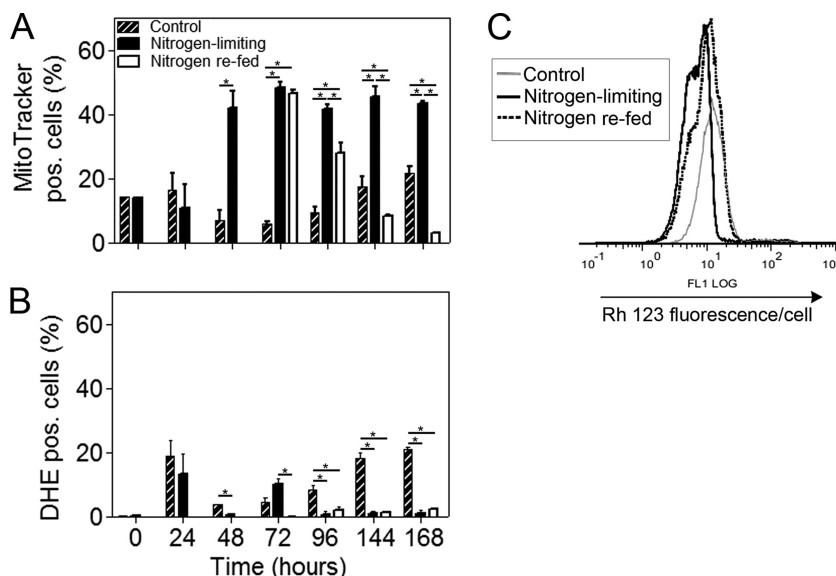 A
MitoTracker
pos. cells (%)
60
40
20
0
Control
Nitrogen-limiting
Nitrogen re-fed
*
*
*
*
*
*
*
*
*
*
*
*
B
DHE pos. cells (%)
60
40
20
0
*
*
*
*
*
*
*
*
0 24 48 72 96 144 168
Time (hours)
C
Control
Nitrogen-limiting
Nitrogen re-fed
10-1 100 101 102 10
FL1 LOG
Rh 123 fluorescence/cell